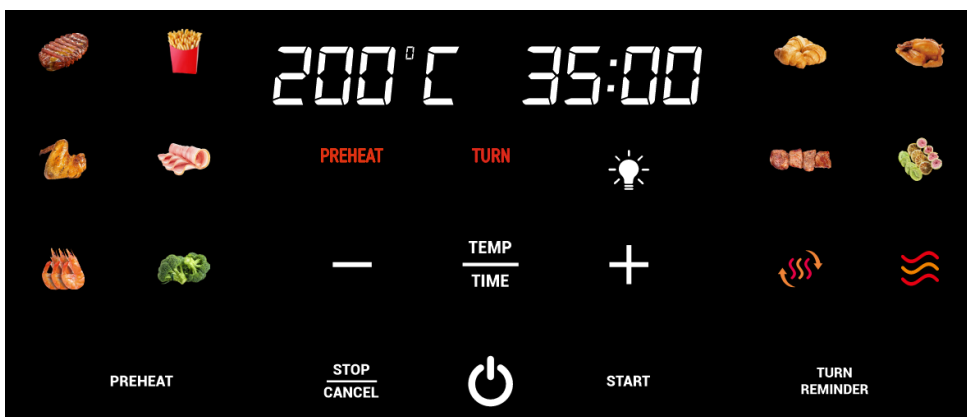 200°C 35:00
PREHEAT TURN
TEMP
TIME
PREHEAT
STOP
CANCEL
START
TURN
REMINDER